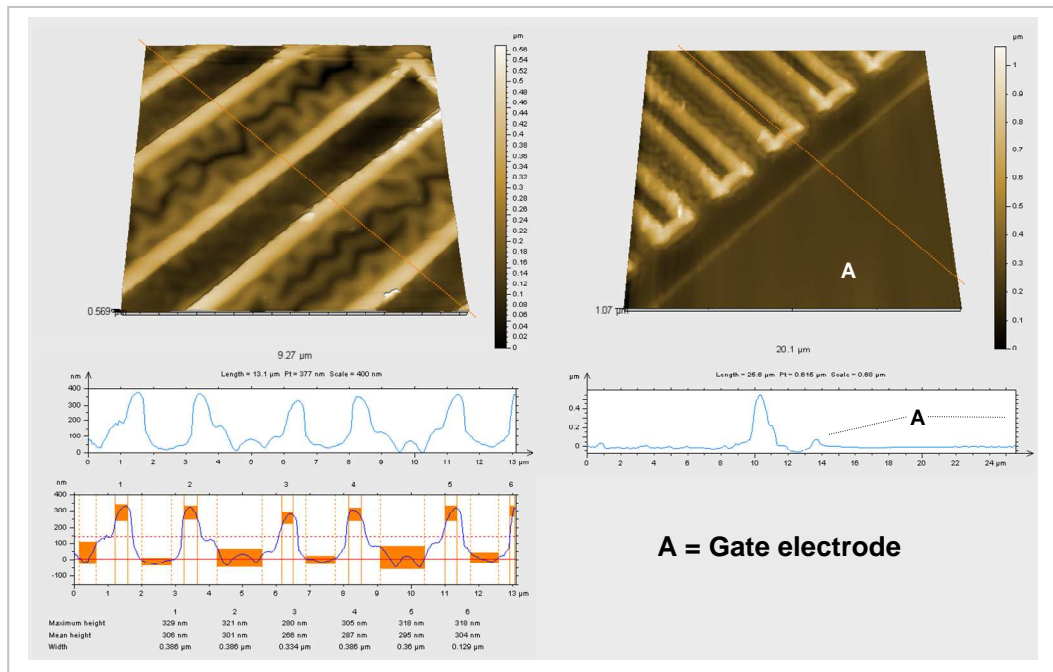 µm
0.56
0.54
0.52
0.5
0.48
0.46
0.44
0.42
0.4
0.38
0.36
0.34
0.32
0.3
0.28
0.26
0.24
0.22
0.2
0.18
0.16
0.14
0.12
0.1
0.08
0.06
0.04
0.02
0
0.569 µm
9.27 µm
µm
1
0.9
0.8
0.7
0.6
0.5
0.4
0.3
0.2
0.1
0
A
1.07
20.1 µm
Length = 13.1 µm Pt = 377 nm Scale = 400 nm
nm
400
300
200
100
0
0 1 2 3 4 5 6 7 8 9 10 11 12 13 µm
Length = 25.6 µm Pt = 0.615 µm Scale = 0.68 µm
µm
0.4
0.2
0
A
0 2 4 6 8 10 12 14 16 18 20 22 24 µm
nm 1 2 3 4 5 6
400
300
200
100
0
-100
0 1 2 3 4 5 6 7 8 9 10 11 12 13 µm
1 2 3 4 5 6
Maximum height 329 nm 321 nm 280 nm 305 nm 318 nm 318 nm
Mean height 306 nm 301 nm 266 nm 287 nm 295 nm 304 nm
Width 0.386 µm 0.386 µm 0.334 µm 0.386 µm 0.36 µm 0.129 µm
A = Gate electrode